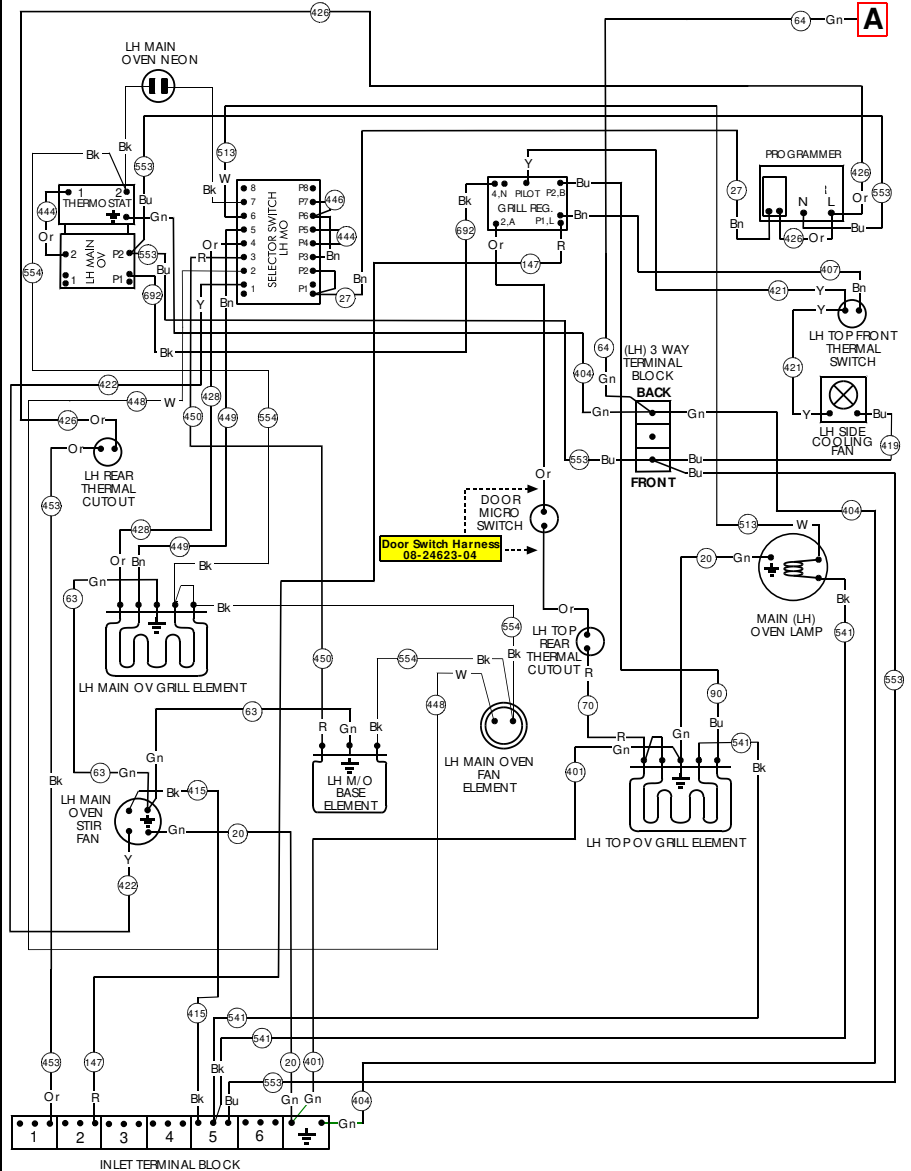 426
64
Gn
A
LH MAIN
OVEN NEON
Bk
Bk
553
513
W
Bk
PROGRAMMER
Y
N
L
426
Or
553
Bu
426
Or
27
Bn
1
2
THERMOSTAT
444
Or
Bu
Gn
2
1
LH MAIN
OV
P2
P1
553
Bu
692
554
8
7
6
5
4
3
2
1
SELECTOR SWITCH
LH MO
P8
P7
P6
P5
P4
P3
P2
P1
446
444
Bn
27
Bn
Or
R
Y
Bn
Bk
692
4,N
PILOT
P2,B
GRILL REG.
2,A
P1,L
Bu
Bn
Or
R
147
407
421
Y
Bn
Y
LH TOP FRONT
THERMAL
SWITCH
421
Y
Bu
LH SIDE
COOLING
FAN
419
Bk
422
448
W
428
450
449
554
64
Gn
404
(LH) 3 WAY
TERMINAL
BLOCK
BACK
Gn
Gn
553
Bu
Bu
Bu
FRONT
426
Or
Or
LH REAR
THERMAL
CUTOUT
453
Or
DOOR
MICRO
SWITCH
Door Switch Harness
08-24623-04
404
513
W
20
Gn
Bk
MAIN (LH)
OVEN LAMP
541
428
449
Or
Bn
Bk
Gn
63
Bk
LH MAIN OV GRILL ELEMENT
554
Bk
554
Bk
W
448
450
Or
LH TOP
REAR
THERMAL
CUTOUT
R
70
90
Bu
553
63
R
Gn
Bk
LH M/O
BASE
ELEMENT
LH MAIN OVEN
FAN
ELEMENT
R
Gn
Gn
541
Bk
401
LH TOP OV GRILL ELEMENT
Bk
Gn
63
Gn
Bk
415
LH MAIN
OVEN
STIR
FAN
Gn
20
Y
422
415
541
541
453
147
Bk
20
401
553
Or
R
Bk
Bu
Gn
Gn
404
Gn
1
2
3
4
5
6
INLET TERMINAL BLOCK